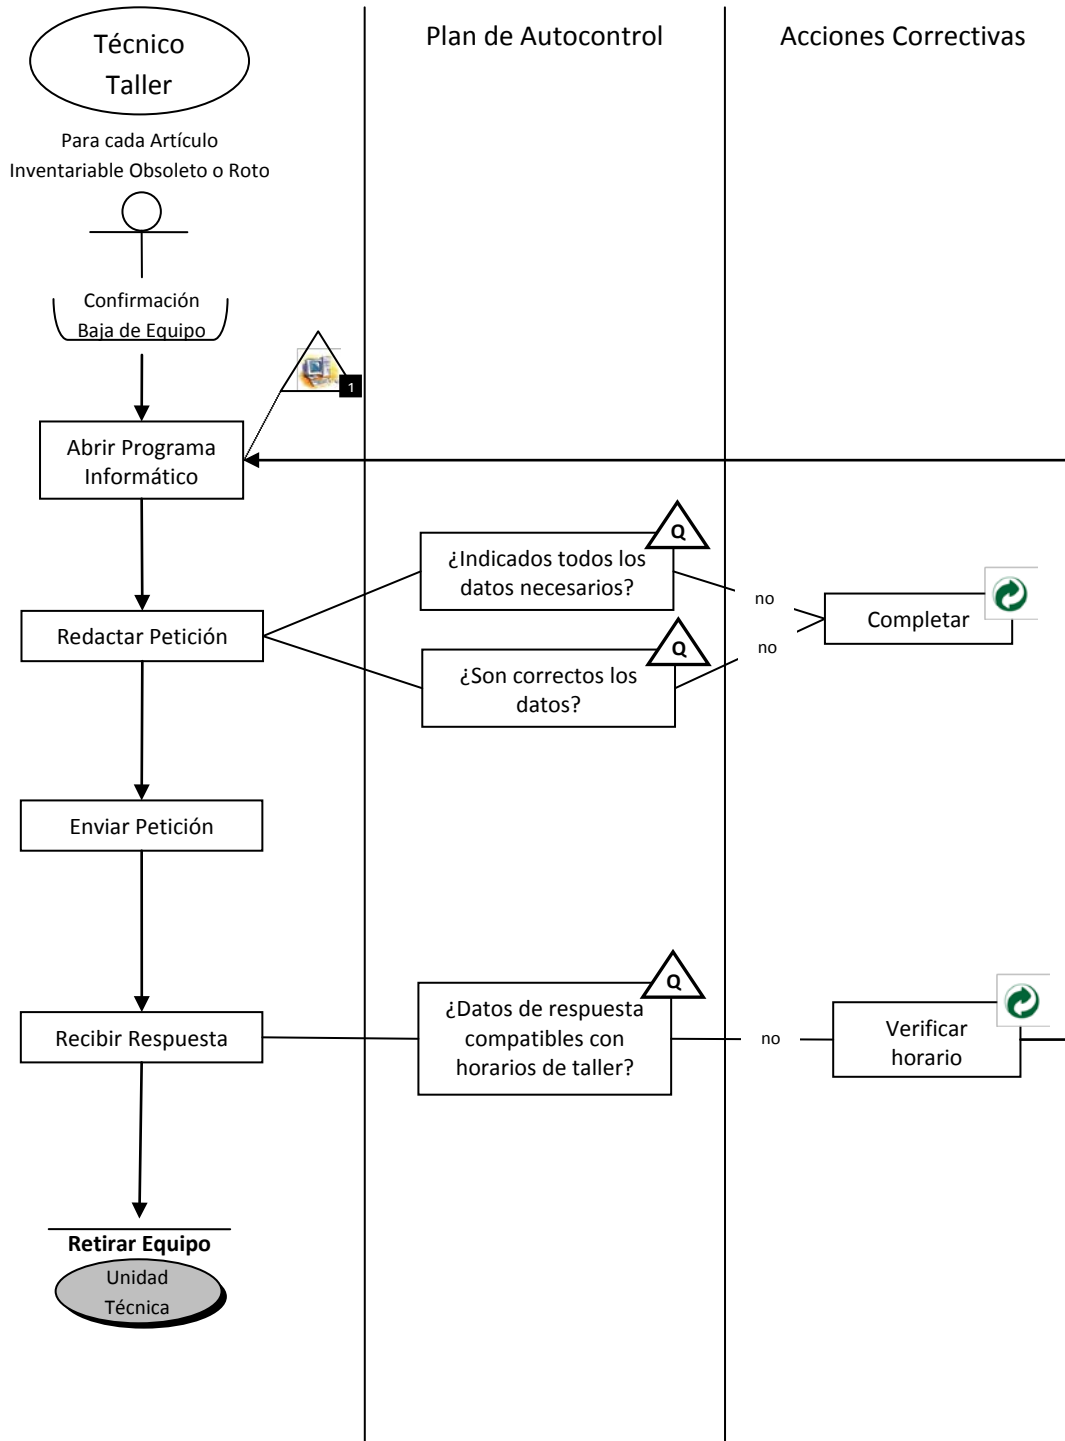 Técnico
Taller
Plan de Autocontrol
Acciones Correctivas
Para cada Artículo
Inventariable Obsoleto o Roto
Confirmación
Baja de Equipo
1
Abrir Programa
Informático
Q
¿Indicados todos los
datos necesarios?
no
Completar
Redactar Petición
Q
no
¿Son correctos los
datos?
Enviar Petición
Q
Recibir Respuesta
¿Datos de respuesta
compatibles con
horarios de taller?
no
Verificar
horario
Retirar Equipo
Unidad
Técnica